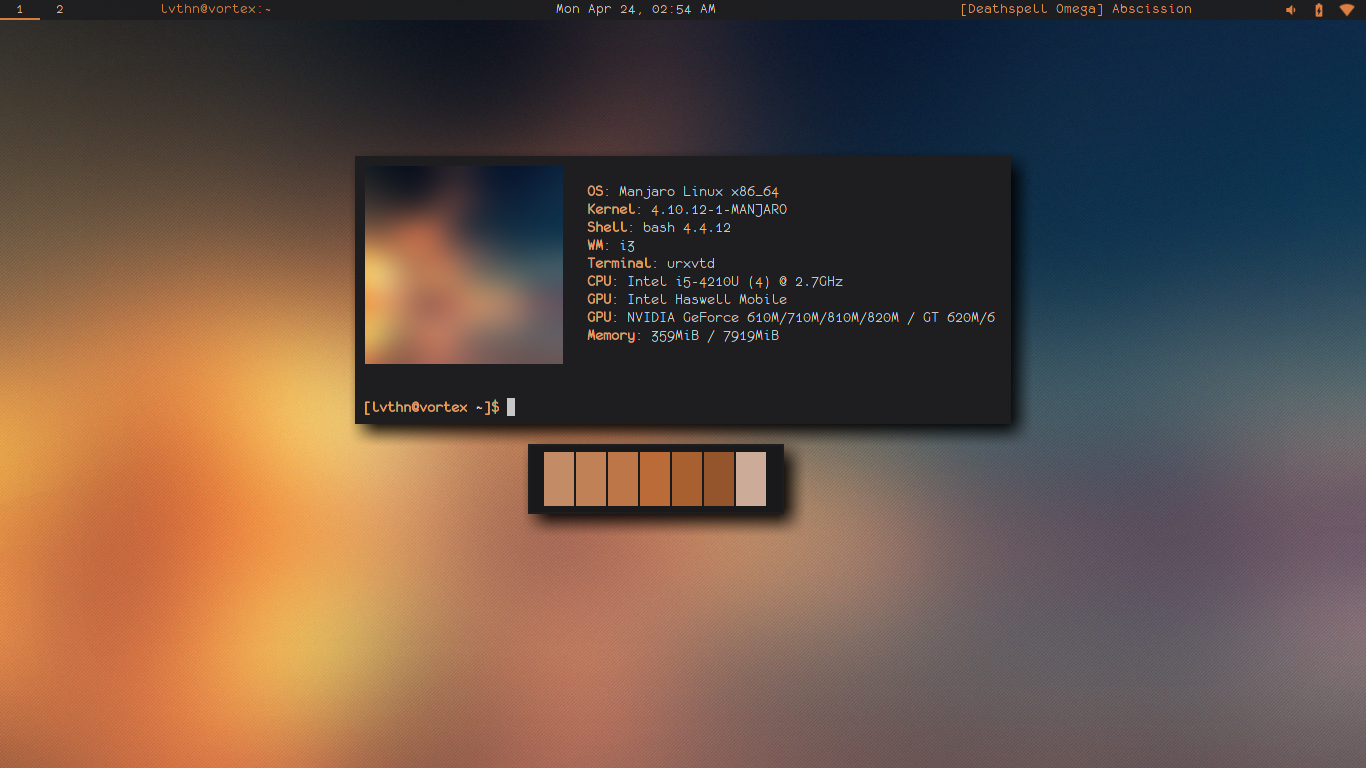 1 2 lvthn@vortex:~ Mon Apr 24, 02:54 AM [Deathspell Omega] Abscission
OS: Manjaro Linux x86_64
Kernel: 4.10.12-1-MANJARO
Shell: bash 4.4.12
WM: i3
Terminal: urxvtd
CPU: Intel i5-4210U (4) @ 2.7GHz
GPU: Intel Haswell Mobile
GPU: NVIDIA GeForce 610M/710M/810M/820M / GT 620M/6
Memory: 359MiB / 7919MiB
[lvthn@vortex ~]$